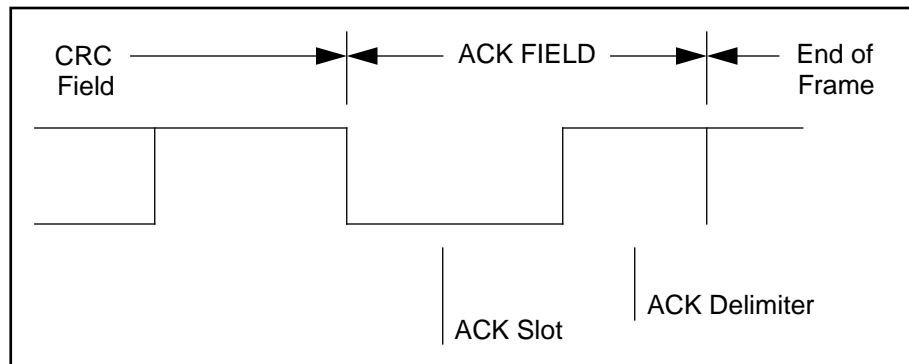 CRC
Field
ACK FIELD
End of
Frame
ACK Slot
ACK Delimiter